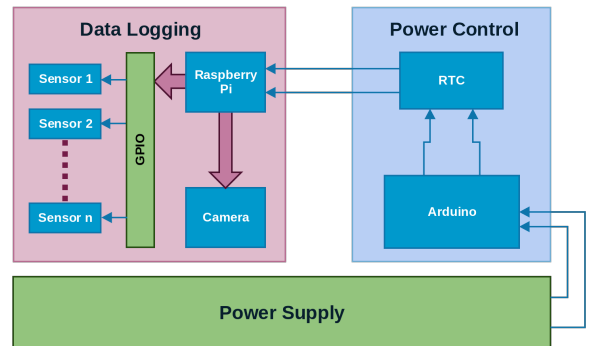 Data Logging
Power Control
Sensor 1
Sensor 2
Sensor n
GPIO
Raspberry
Pi
Camera
RTC
Arduino
Power Supply